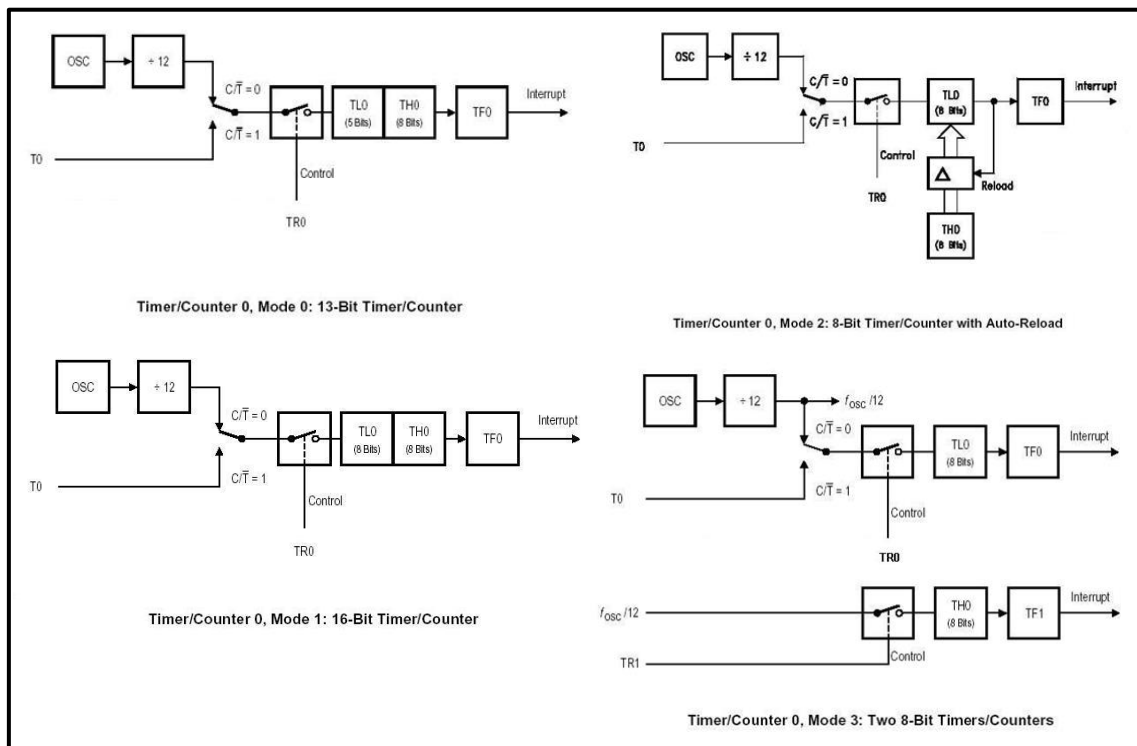 OSC
÷ 12
C/T̅ = 0
C/T̅ = 1
T0
TL0
(5 Bits)
TH0
(8 Bits)
TF0
Interrupt
Control
TR0
Timer/Counter 0, Mode 0: 13-Bit Timer/Counter
OSC
÷ 12
C/T̅ = 0
C/T̅ = 1
T0
TL0
(8 Bits)
TF0
Interrupt
Control
TR0
Δ
Reload
TH0
(8 Bits)
Timer/Counter 0, Mode 2: 8-Bit Timer/Counter with Auto-Reload
OSC
÷ 12
C/T̅ = 0
C/T̅ = 1
T0
TL0
(8 Bits)
TH0
(8 Bits)
TF0
Interrupt
Control
TR0
Timer/Counter 0, Mode 1: 16-Bit Timer/Counter
OSC
÷ 12
fOSC /12
C/T̅ = 0
C/T̅ = 1
T0
TL0
(8 Bits)
TF0
Interrupt
Control
TR0
fOSC /12
TH0
(8 Bits)
TF1
Interrupt
TR1
Control
Timer/Counter 0, Mode 3: Two 8-Bit Timers/Counters